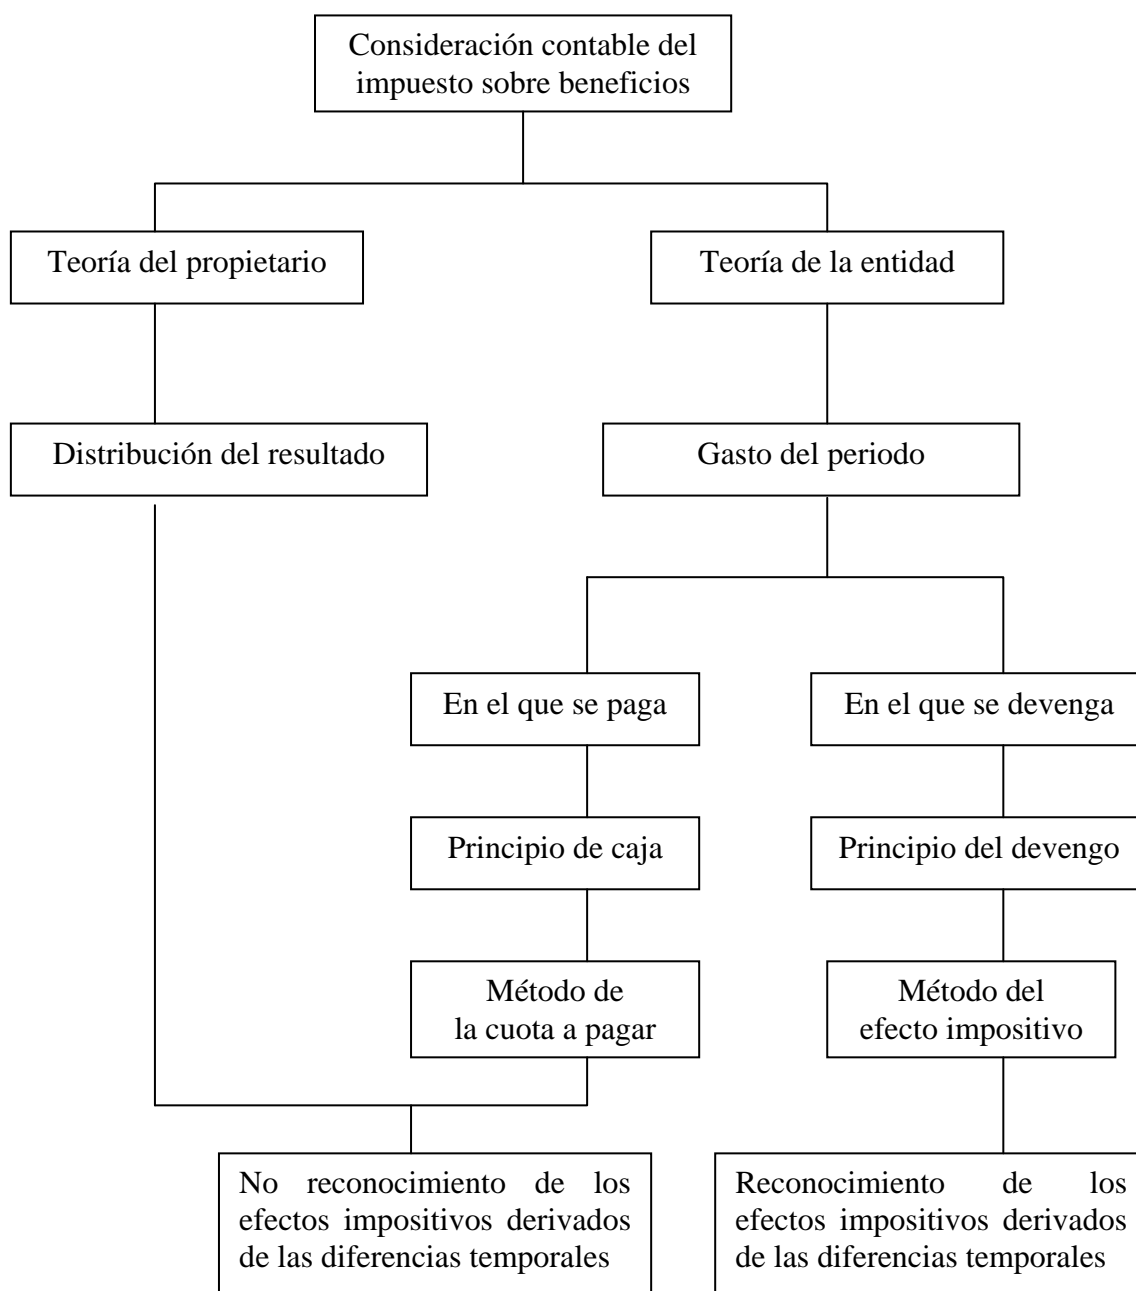 Consideración contable del
impuesto sobre beneficios
Teoría del propietario
Teoría de la entidad
Distribución del resultado
Gasto del periodo
En el que se paga
En el que se devenga
Principio de caja
Principio del devengo
Método de
la cuota a pagar
Método del
efecto impositivo
No reconocimiento de los
efectos impositivos derivados
de las diferencias temporales
Reconocimiento de los
efectos impositivos derivados
de las diferencias temporales